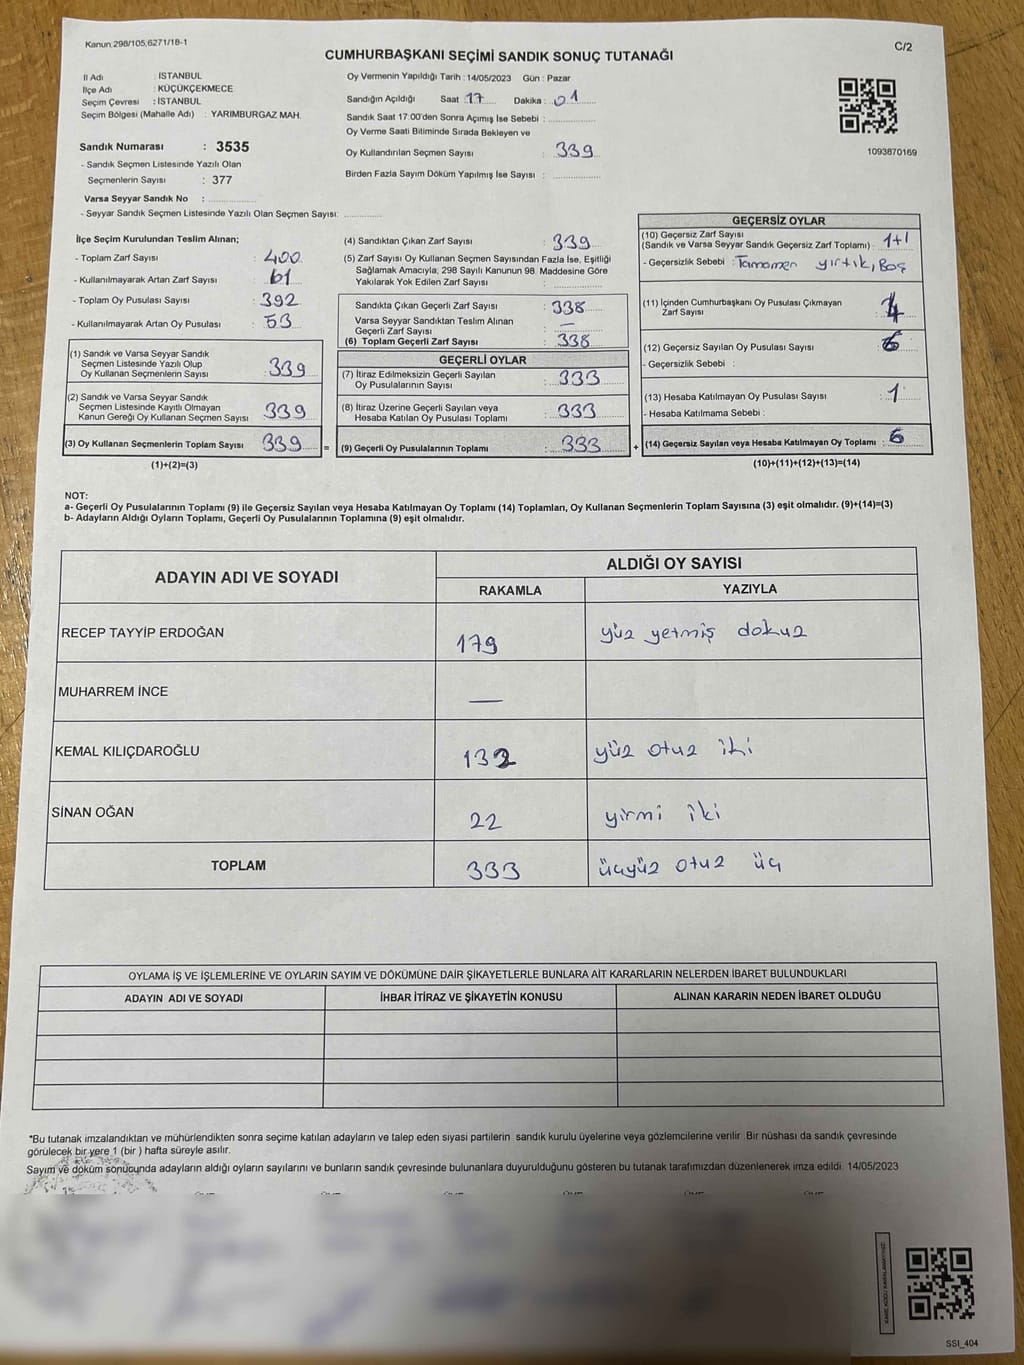 Kanun:298/105,6271/18-1
C/2
CUMHURBAŞKANI SEÇİMİ SANDIK SONUÇ TUTANAĞI
İl Adı : İSTANBUL
İlçe Adı : KÜÇÜKÇEKMECE
Seçim Çevresi : İSTANBUL
Seçim Bölgesi (Mahalle Adı) : YARIMBURGAZ MAH.
Sandık Numarası : 3535
- Sandık Seçmen Listesinde Yazılı Olan
Seçmenlerin Sayısı : 377
Varsa Seyyar Sandık No :
- Seyyar Sandık Seçmen Listesinde Yazılı Olan Seçmen Sayısı:
Oy Vermenin Yapıldığı Tarih : 14/05/2023 Gün : Pazar
Sandığın Açıldığı Saat : 17 Dakika : 01
Sandık Saat 17:00'den Sonra Açımış İse Sebebi :
Oy Verme Saati Bitiminde Sırada Bekleyen ve
Oy Kullandırılan Seçmen Sayısı : 339
Birden Fazla Sayım Döküm Yapılmış İse Sayısı :
1093870169
İlçe Seçim Kurulundan Teslim Alınan;
- Toplam Zarf Sayısı : 400
- Kullanılmayarak Artan Zarf Sayısı : 61
- Toplam Oy Pusulası Sayısı : 392
- Kullanılmayarak Artan Oy Pusulası : 53
(1) Sandık ve Varsa Seyyar Sandık
Seçmen Listesinde Yazılı Olup
Oy Kullanan Seçmenlerin Sayısı : 339
(2) Sandık ve Varsa Seyyar Sandık
Seçmen Listesinde Kayıtlı Olmayan
Kanun Gereği Oy Kullanan Seçmen Sayısı : 339
(3) Oy Kullanan Seçmenlerin Toplam Sayısı : 339 =
(1)+(2)=(3)
(4) Sandıktan Çıkan Zarf Sayısı : 339
(5) Zarf Sayısı Oy Kullanan Seçmen Sayısından Fazla İse, Eşitliği
Sağlamak Amacıyla, 298 Sayılı Kanunun 98. Maddesine Göre
Yakılarak Yok Edilen Zarf Sayısı :
Sandıkta Çıkan Geçerli Zarf Sayısı : 338
Varsa Seyyar Sandıktan Teslim Alınan
Geçerli Zarf Sayısı : —
(6) Toplam Geçerli Zarf Sayısı : 338
GEÇERLİ OYLAR
(7) İtiraz Edilmeksizin Geçerli Sayılan
Oy Pusulalarının Sayısı : 333
(8) İtiraz Üzerine Geçerli Sayılan veya
Hesaba Katılan Oy Pusulası Toplamı : 333
(9) Geçerli Oy Pusulalarının Toplamı : 333 +
GEÇERSİZ OYLAR
(10) Geçersiz Zarf Sayısı
(Sandık ve Varsa Seyyar Sandık Geçersiz Zarf Toplamı) : 1+1
- Geçersizlik Sebebi : Tamamen yırtık, Boş
(11) İçinden Cumhurbaşkanı Oy Pusulası Çıkmayan
Zarf Sayısı :
(12) Geçersiz Sayılan Oy Pusulası Sayısı : 6
- Geçersizlik Sebebi :
(13) Hesaba Katılmayan Oy Pusulası Sayısı : 1
- Hesaba Katılmama Sebebi :
(14) Geçersiz Sayılan veya Hesaba Katılmayan Oy Toplamı : 6
(10)+(11)+(12)+(13)=(14)
NOT:
a- Geçerli Oy Pusulalarının Toplamı (9) ile Geçersiz Sayılan veya Hesaba Katılmayan Oy Toplamı (14) Toplamları, Oy Kullanan Seçmenlerin Toplam Sayısına (3) eşit olmalıdır. (9)+(14)=(3)
b- Adayların Aldığı Oyların Toplamı, Geçerli Oy Pusulalarının Toplamına (9) eşit olmalıdır.
ADAYIN ADI VE SOYADI
ALDIĞI OY SAYISI
RAKAMLA YAZIYLA
RECEP TAYYİP ERDOĞAN 179 yüz yetmiş dokuz
MUHARREM İNCE —
KEMAL KILIÇDAROĞLU 132 yüz otuz iki
SİNAN OĞAN 22 yirmi iki
TOPLAM 333 üçyüz otuz üç
OYLAMA İŞ VE İŞLEMLERİNE VE OYLARIN SAYIM VE DÖKÜMÜNE DAİR ŞİKAYETLERLE BUNLARA AİT KARARLARIN NELERDEN İBARET BULUNDUKLARI
ADAYIN ADI VE SOYADI İHBAR İTİRAZ VE ŞİKAYETİN KONUSU ALINAN KARARIN NEDEN İBARET OLDUĞU
*Bu tutanak imzalandıktan ve mühürlendikten sonra seçime katılan adayların ve talep eden siyasi partilerin sandık kurulu üyelerine veya gözlemcilerine verilir. Bir nüshası da sandık çevresinde
görülecek bir yere 1 (bir ) hafta süreyle asılır.
Sayım ve döküm sonucunda adayların aldığı oyların sayılarını ve bunların sandık çevresinde bulunanlara duyurulduğunu gösteren bu tutanak tarafımızdan düzenlenerek imza edildi. 14/05/2023
KARE KODU KARALAMAYINIZ!
SSI_404